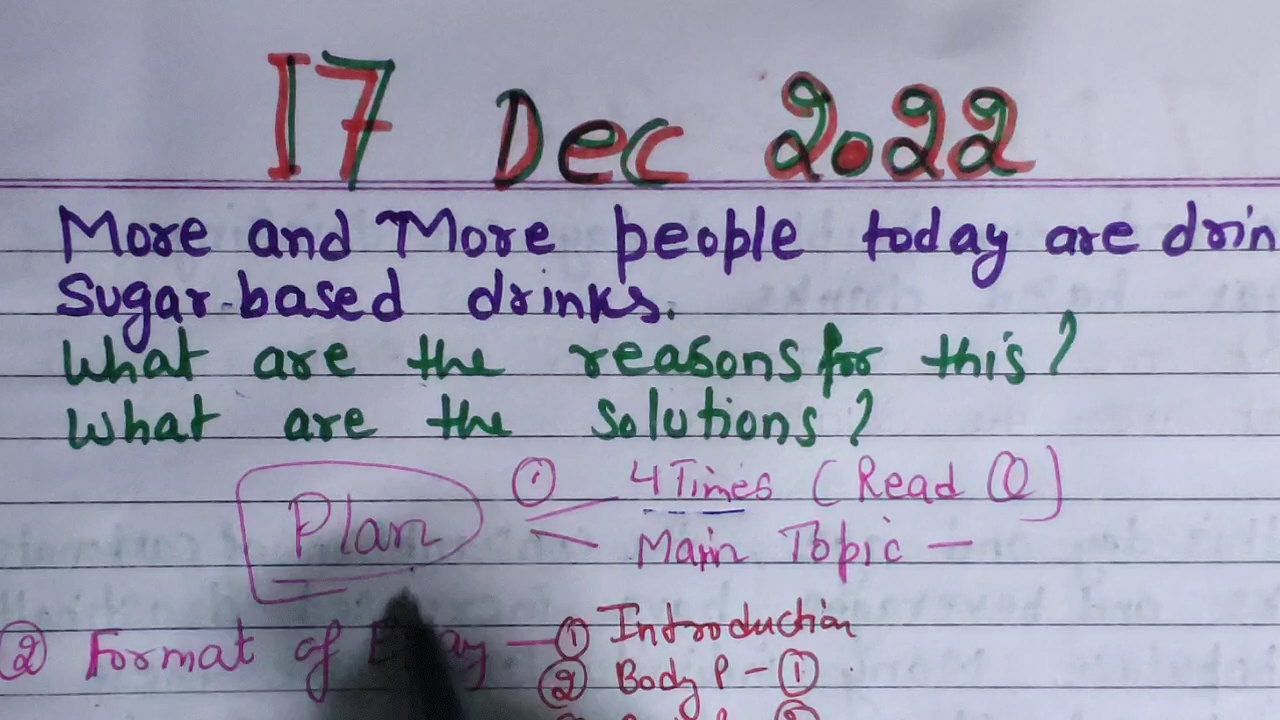 17 Dec 2022
More and More people today are drin
Sugar-based drinks.
What are the reasons for this?
What are the solutions?
Plan ① 4 Times (Read Q)
Main Topic —
② Format of — ① Introduction
② Body P - ①